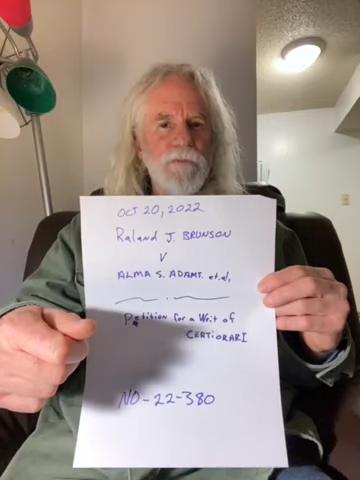 OCT 20, 2022
Raland J. BRUNSON
V
ALMA S. ADAMS. et.al,
Petition for a Writ of
CERTIORARI
NO-22-380